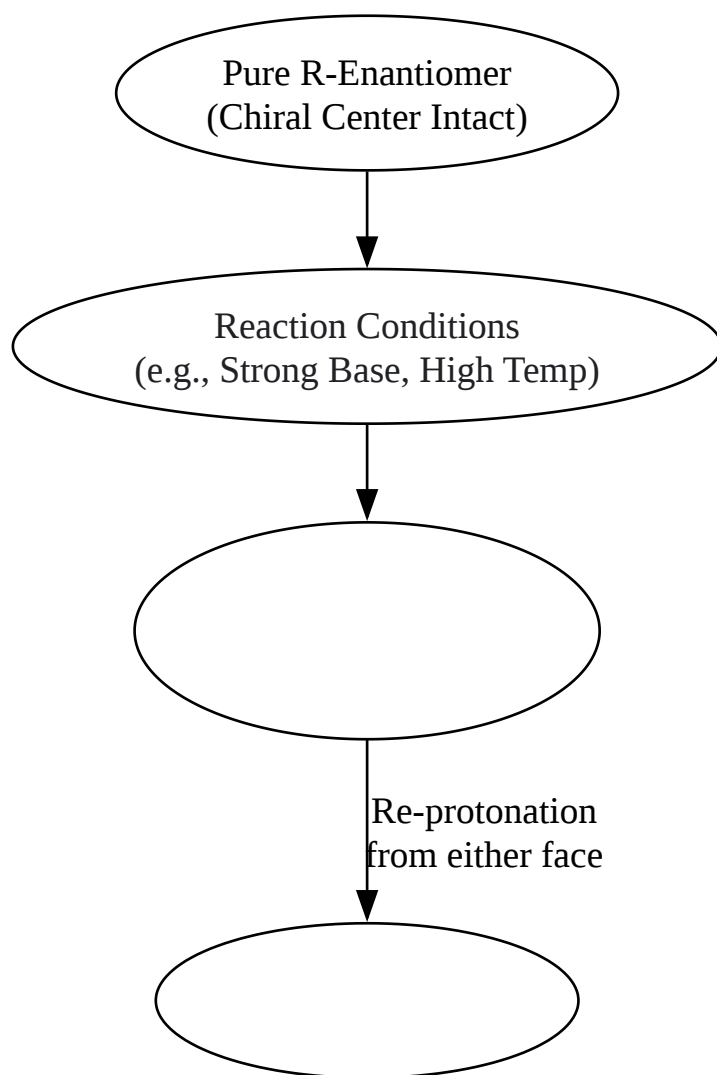 Pure R-Enantiomer
(Chiral Center Intact)
Reaction Conditions
(e.g., Strong Base, High Temp)
Re-protonation
from either face